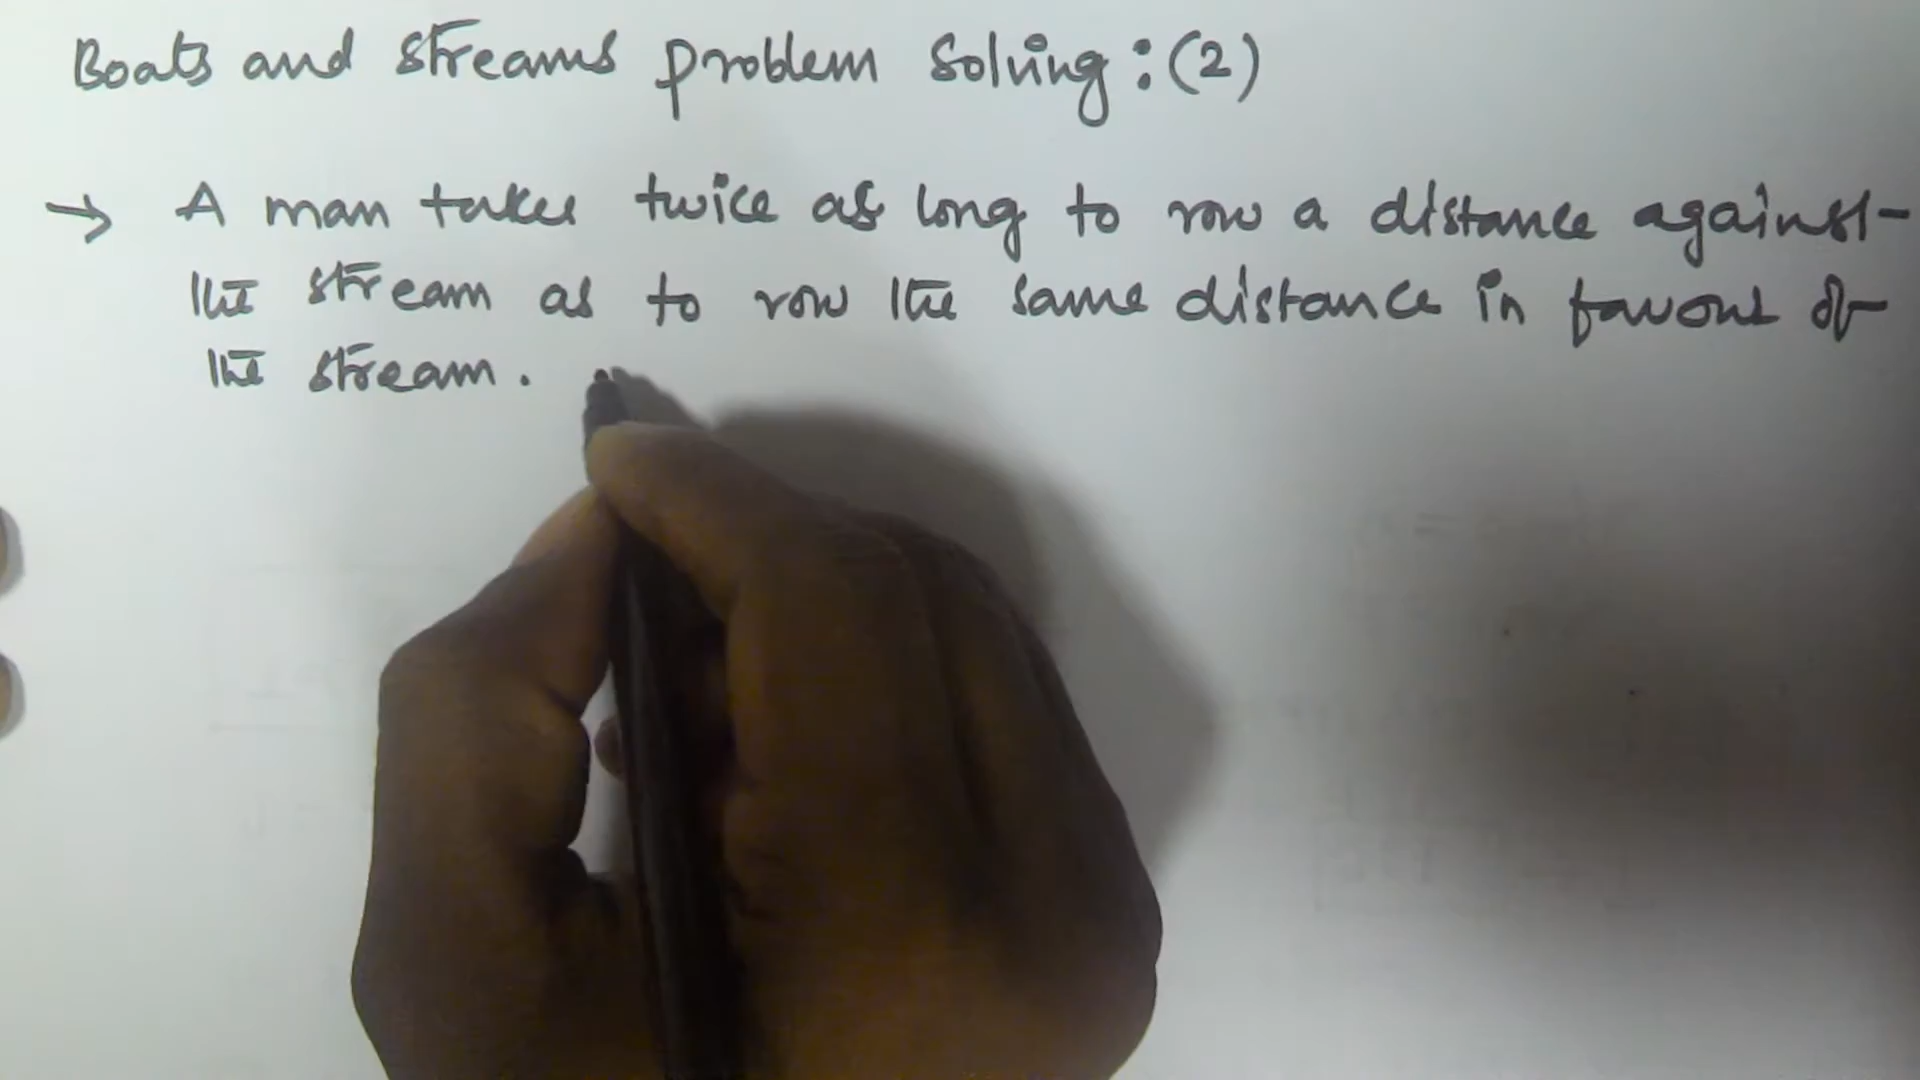 Boats and streams problem solving : (2)
→ A man takes twice as long to row a distance against
the stream as to row the same distance in favour of
the stream.